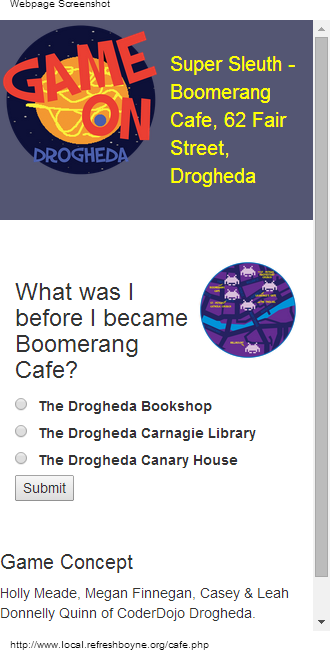 Webpage Screenshot
GAME
ON
DROGHEDA
Super Sleuth -
Boomerang
Cafe, 62 Fair
Street,
Drogheda
What was I
before I became
Boomerang
Cafe?
The Drogheda Bookshop
The Drogheda Carnagie Library
The Drogheda Canary House
Submit
Game Concept
Holly Meade, Megan Finnegan, Casey & Leah
Donnelly Quinn of CoderDojo Drogheda.
http://www.local.refreshboyne.org/cafe.php